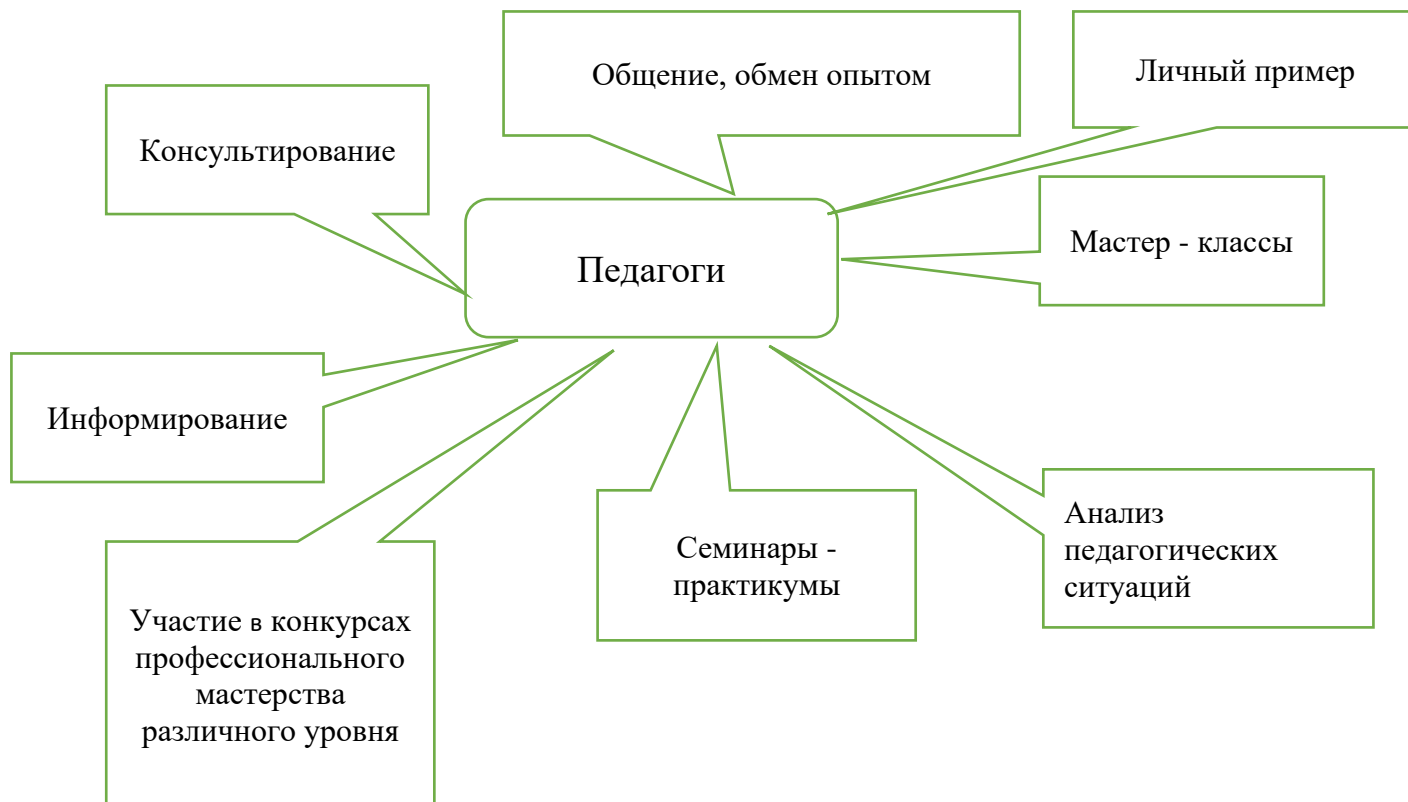 Общение, обмен опытом
Личный пример
Консультирование
Мастер - классы
Педагоги
Информирование
Анализ
педагогических
ситуаций
Семинары -
практикумы
Участие в конкурсах
профессионального
мастерства
различного уровня